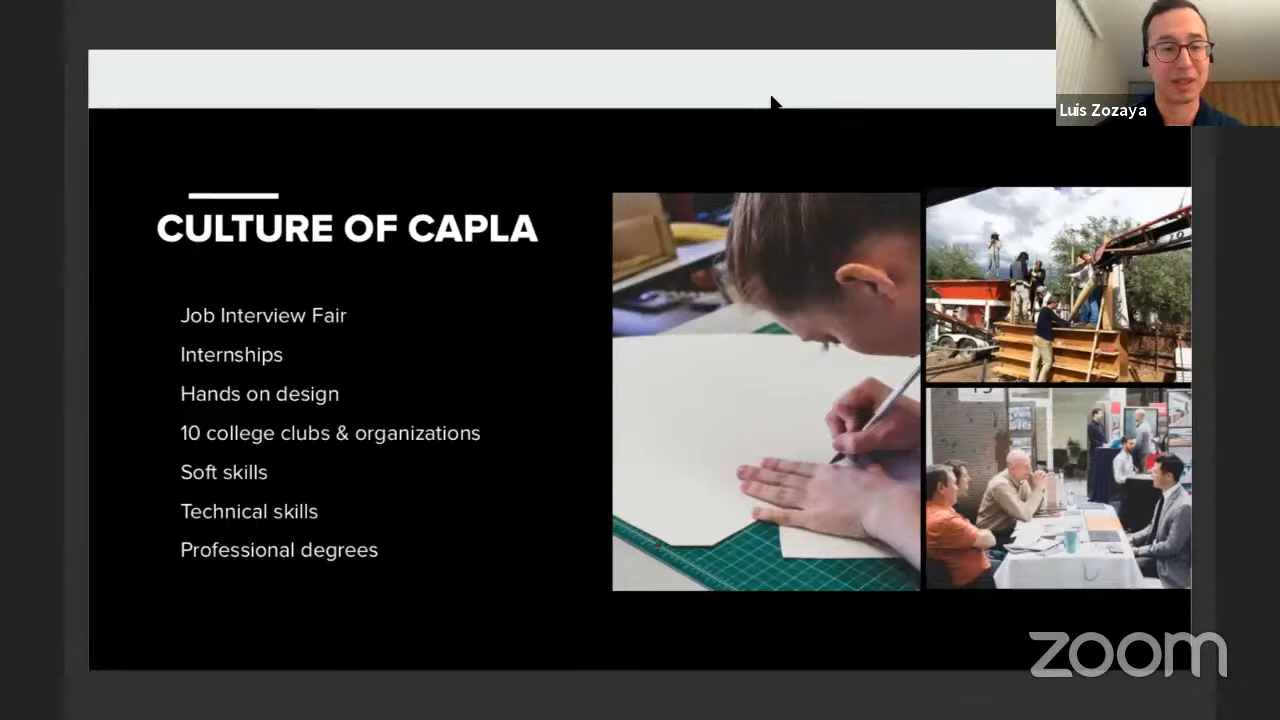 Luis Zozaya
CULTURE OF CAPLA
Job Interview Fair
Internships
Hands on design
10 college clubs & organizations
Soft skills
Technical skills
Professional degrees
zoom